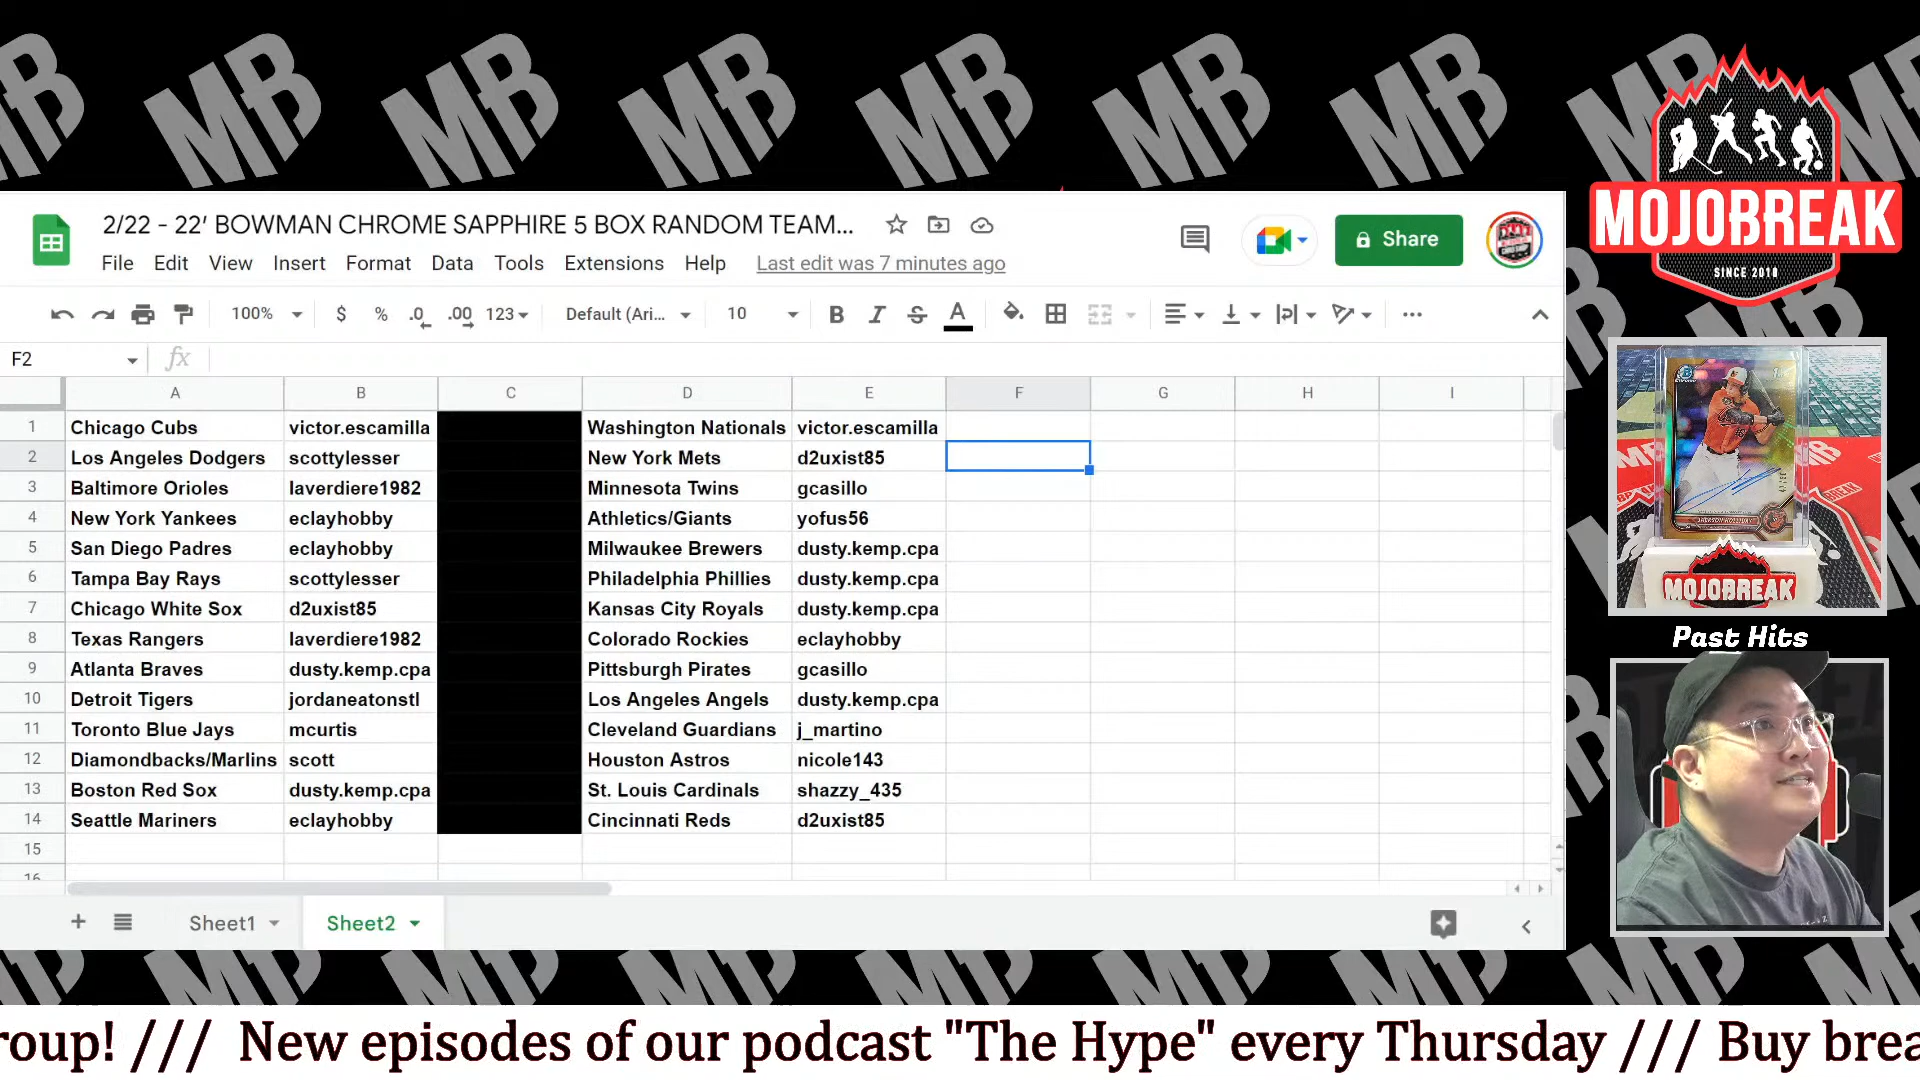 2/22 - 22′ BOWMAN CHROME SAPPHIRE 5 BOX RANDOM TEAM...
Share
File Edit View Insert Format Data Tools Extensions Help Last edit was 7 minutes ago
100% $ % .0 .00 123 Default (Ari... 10 B I S A
F2 fx
A B C D E F G H I
1 Chicago Cubs victor.escamilla Washington Nationals victor.escamilla
2 Los Angeles Dodgers scottylesser New York Mets d2uxist85
3 Baltimore Orioles laverdiere1982 Minnesota Twins gcasillo
4 New York Yankees eclayhobby Athletics/Giants yofus56
5 San Diego Padres eclayhobby Milwaukee Brewers dusty.kemp.cpa
6 Tampa Bay Rays scottylesser Philadelphia Phillies dusty.kemp.cpa
7 Chicago White Sox d2uxist85 Kansas City Royals dusty.kemp.cpa
8 Texas Rangers laverdiere1982 Colorado Rockies eclayhobby
9 Atlanta Braves dusty.kemp.cpa Pittsburgh Pirates gcasillo
10 Detroit Tigers jordaneatonstl Los Angeles Angels dusty.kemp.cpa
11 Toronto Blue Jays mcurtis Cleveland Guardians j_martino
12 Diamondbacks/Marlins scott Houston Astros nicole143
13 Boston Red Sox dusty.kemp.cpa St. Louis Cardinals shazzy_435
14 Seattle Mariners eclayhobby Cincinnati Reds d2uxist85
15
16
Sheet1 Sheet2
MOJOBREAK
SINCE 2010
JACKSON HOLLIDAY
MOJOBREAK
Past Hits
roup! /// New episodes of our podcast "The Hype" every Thursday /// Buy brea